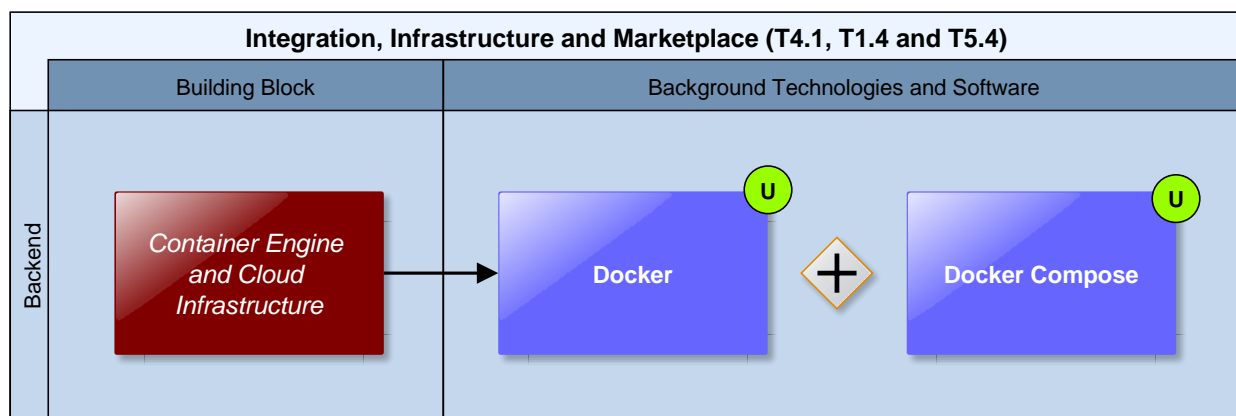 Integration, Infrastructure and Marketplace (T4.1, T1.4 and T5.4)
Building Block
Background Technologies and Software
Backend
Container Engine
and Cloud
Infrastructure
U
Docker
U
Docker Compose